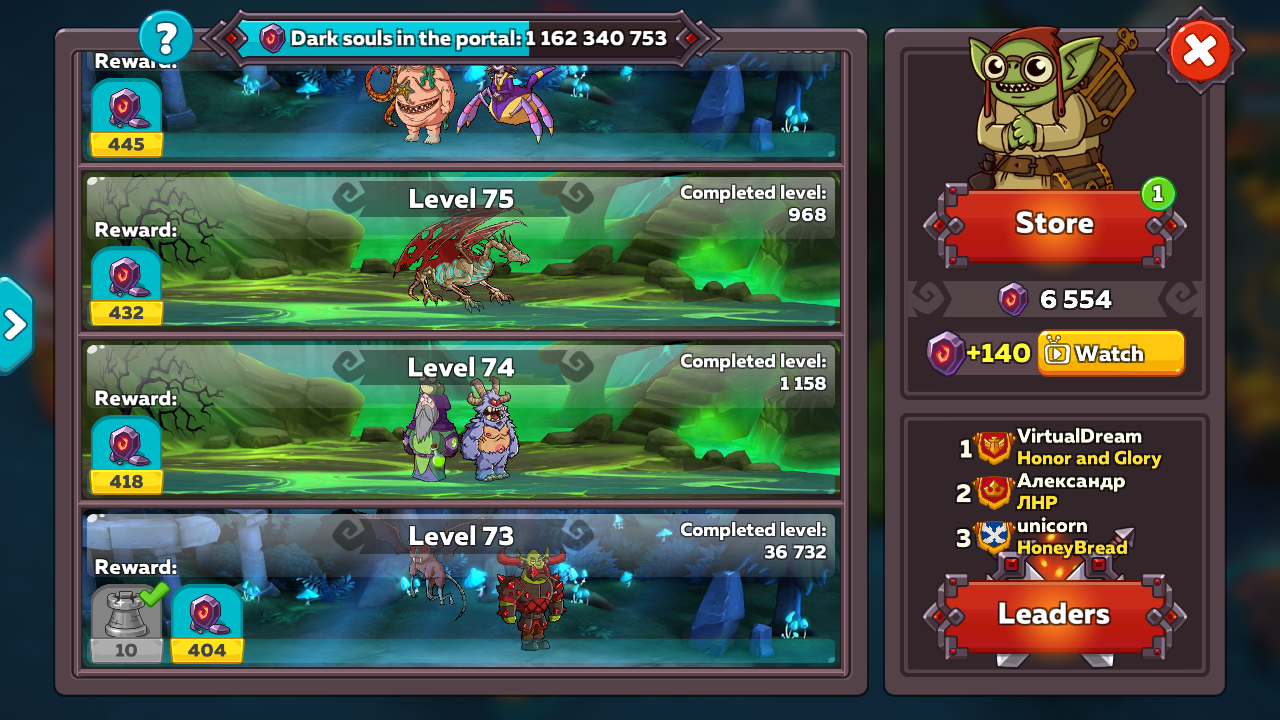 ?
Dark souls in the portal: 1 162 340 753
Reward:
445
Level 75
Completed level:
968
Reward:
432
Level 74
Completed level:
1 158
Reward:
418
Level 73
Completed level:
36 732
Reward:
10
404
1
Store
6 554
+140
Watch
1
VirtualDream
Honor and Glory
2
Александр
ЛНР
3
unicorn
HoneyBread
Leaders